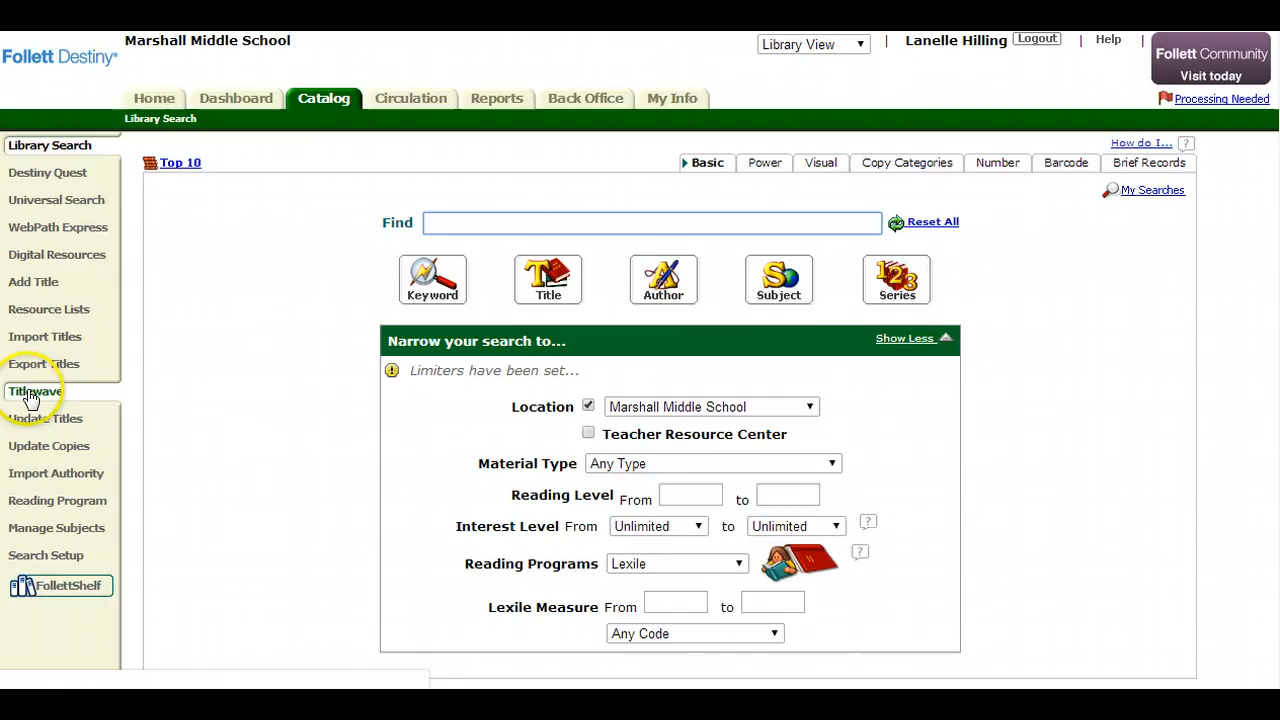 Marshall Middle School
Library View
Lanelle Hilling
Logout
Help
Follett Destiny
Follett Community
Visit today
Processing Needed
Home
Dashboard
Catalog
Circulation
Reports
Back Office
My Info
Library Search
Library Search
Destiny Quest
Universal Search
WebPath Express
Digital Resources
Add Title
Resource Lists
Import Titles
Export Titles
Titlewave
Update Titles
Update Copies
Import Authority
Reading Program
Manage Subjects
Search Setup
FollettShelf
How do I... ?
Top 10
Basic
Power
Visual
Copy Categories
Number
Barcode
Brief Records
My Searches
Find
Reset All
Keyword
Title
Author
Subject
Series
Narrow your search to...
Show Less
Limiters have been set...
Location Marshall Middle School
Teacher Resource Center
Material Type Any Type
Reading Level From to
Interest Level From Unlimited to Unlimited ?
Reading Programs Lexile ?
Lexile Measure From to
Any Code